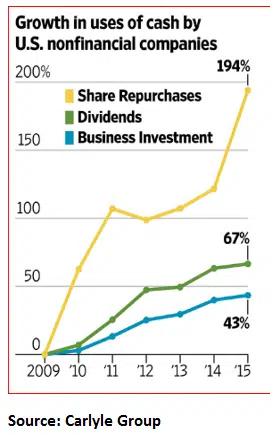 Growth in uses of cash by
U.S. nonfinancial companies
200%
194%
Share Repurchases
Dividends
Business Investment
150
100
67%
50
43%
0
2009 '10 '11 '12 '13 '14 '15
Source: Carlyle Group